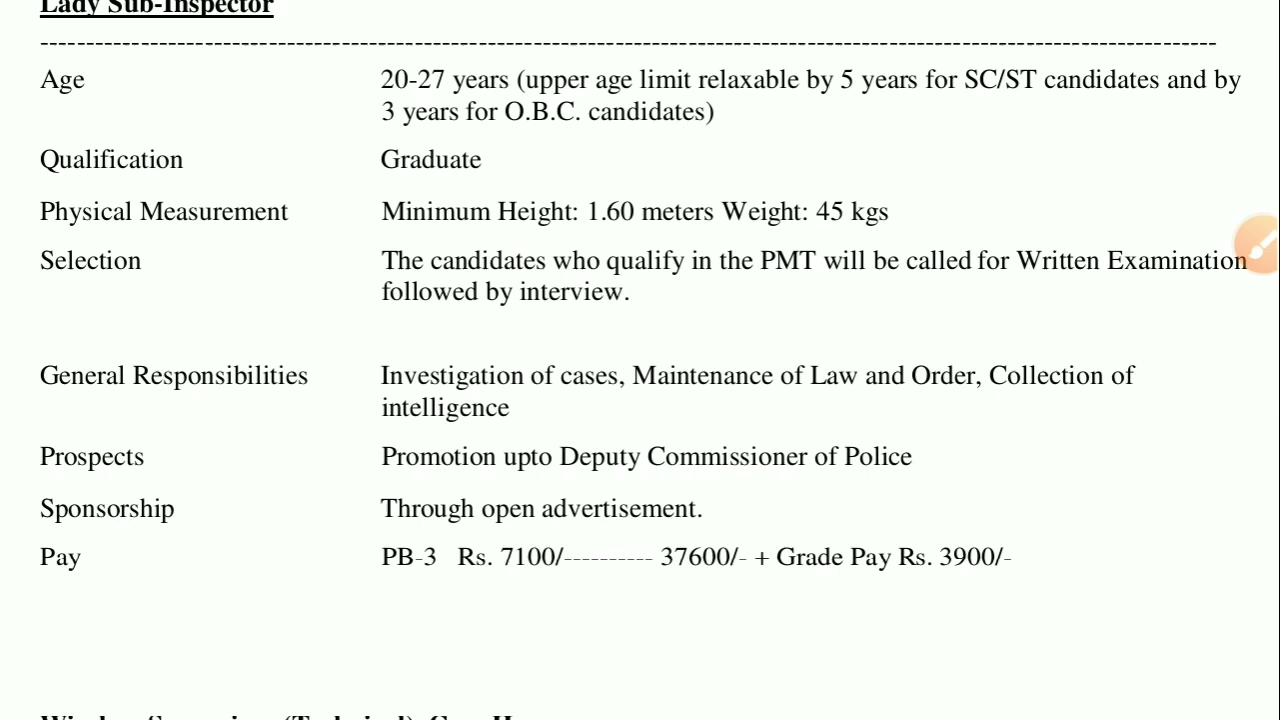 Lady Sub-Inspector
--------------------------------------------------------------------------------------------------------------------------------
Age 20-27 years (upper age limit relaxable by 5 years for SC/ST candidates and by
3 years for O.B.C. candidates)
Qualification Graduate
Physical Measurement Minimum Height: 1.60 meters Weight: 45 kgs
Selection The candidates who qualify in the PMT will be called for Written Examination
followed by interview.
General Responsibilities Investigation of cases, Maintenance of Law and Order, Collection of
intelligence
Prospects Promotion upto Deputy Commissioner of Police
Sponsorship Through open advertisement.
Pay PB-3 Rs. 7100/---------- 37600/- + Grade Pay Rs. 3900/-